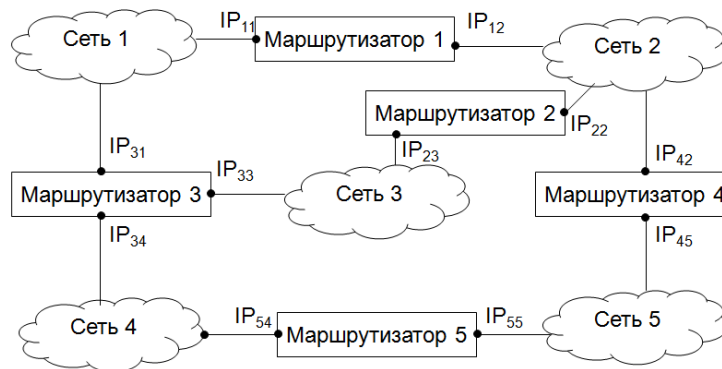 Сеть 1
IP11
Маршрутизатор 1
IP12
Сеть 2
Маршрутизатор 2
IP22
IP23
IP31
IP33
IP42
Маршрутизатор 3
Сеть 3
Маршрутизатор 4
IP34
IP45
Сеть 4
IP54
Маршрутизатор 5
IP55
Сеть 5